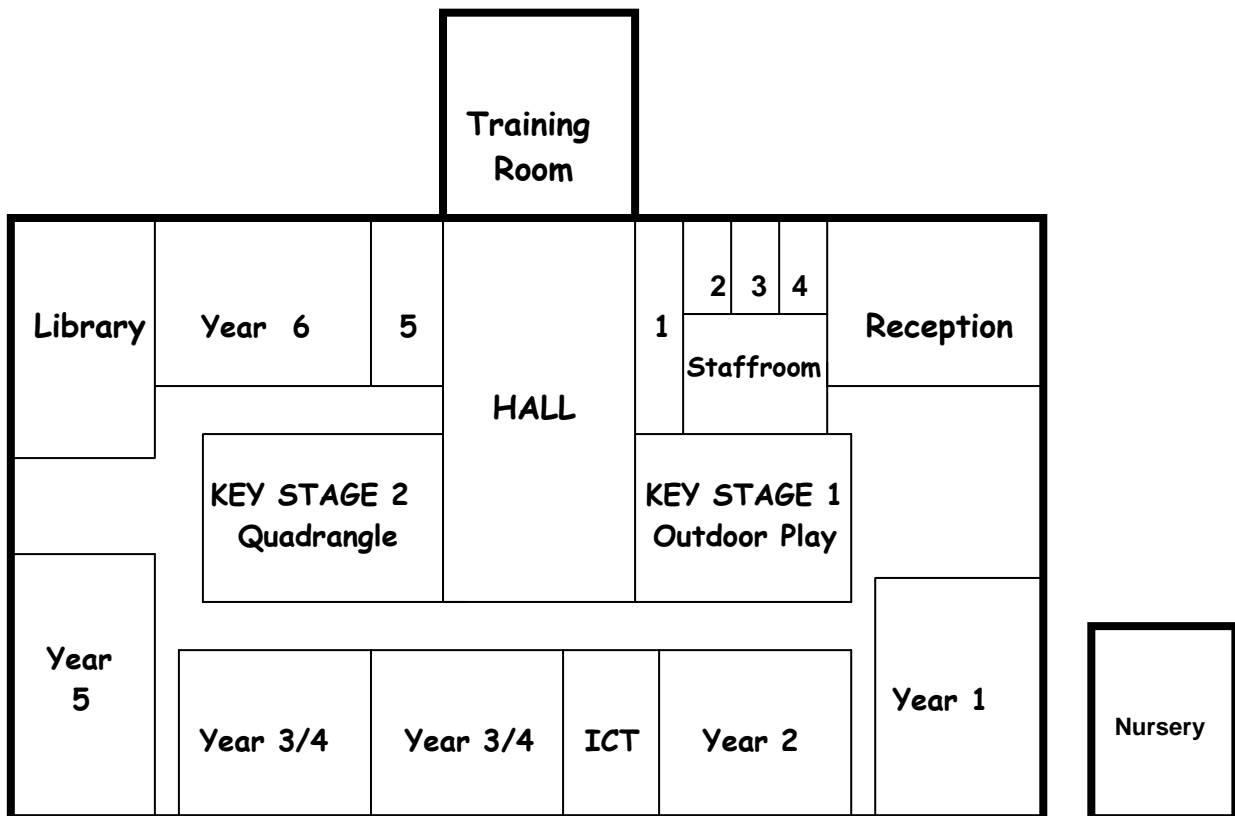 Training
Room
2 3 4
Library
Year 6
5
1
Reception
Staffroom
HALL
KEY STAGE 2
Quadrangle
KEY STAGE 1
Outdoor Play
Year
5
Year 1
Nursery
Year 3/4
Year 3/4
ICT
Year 2